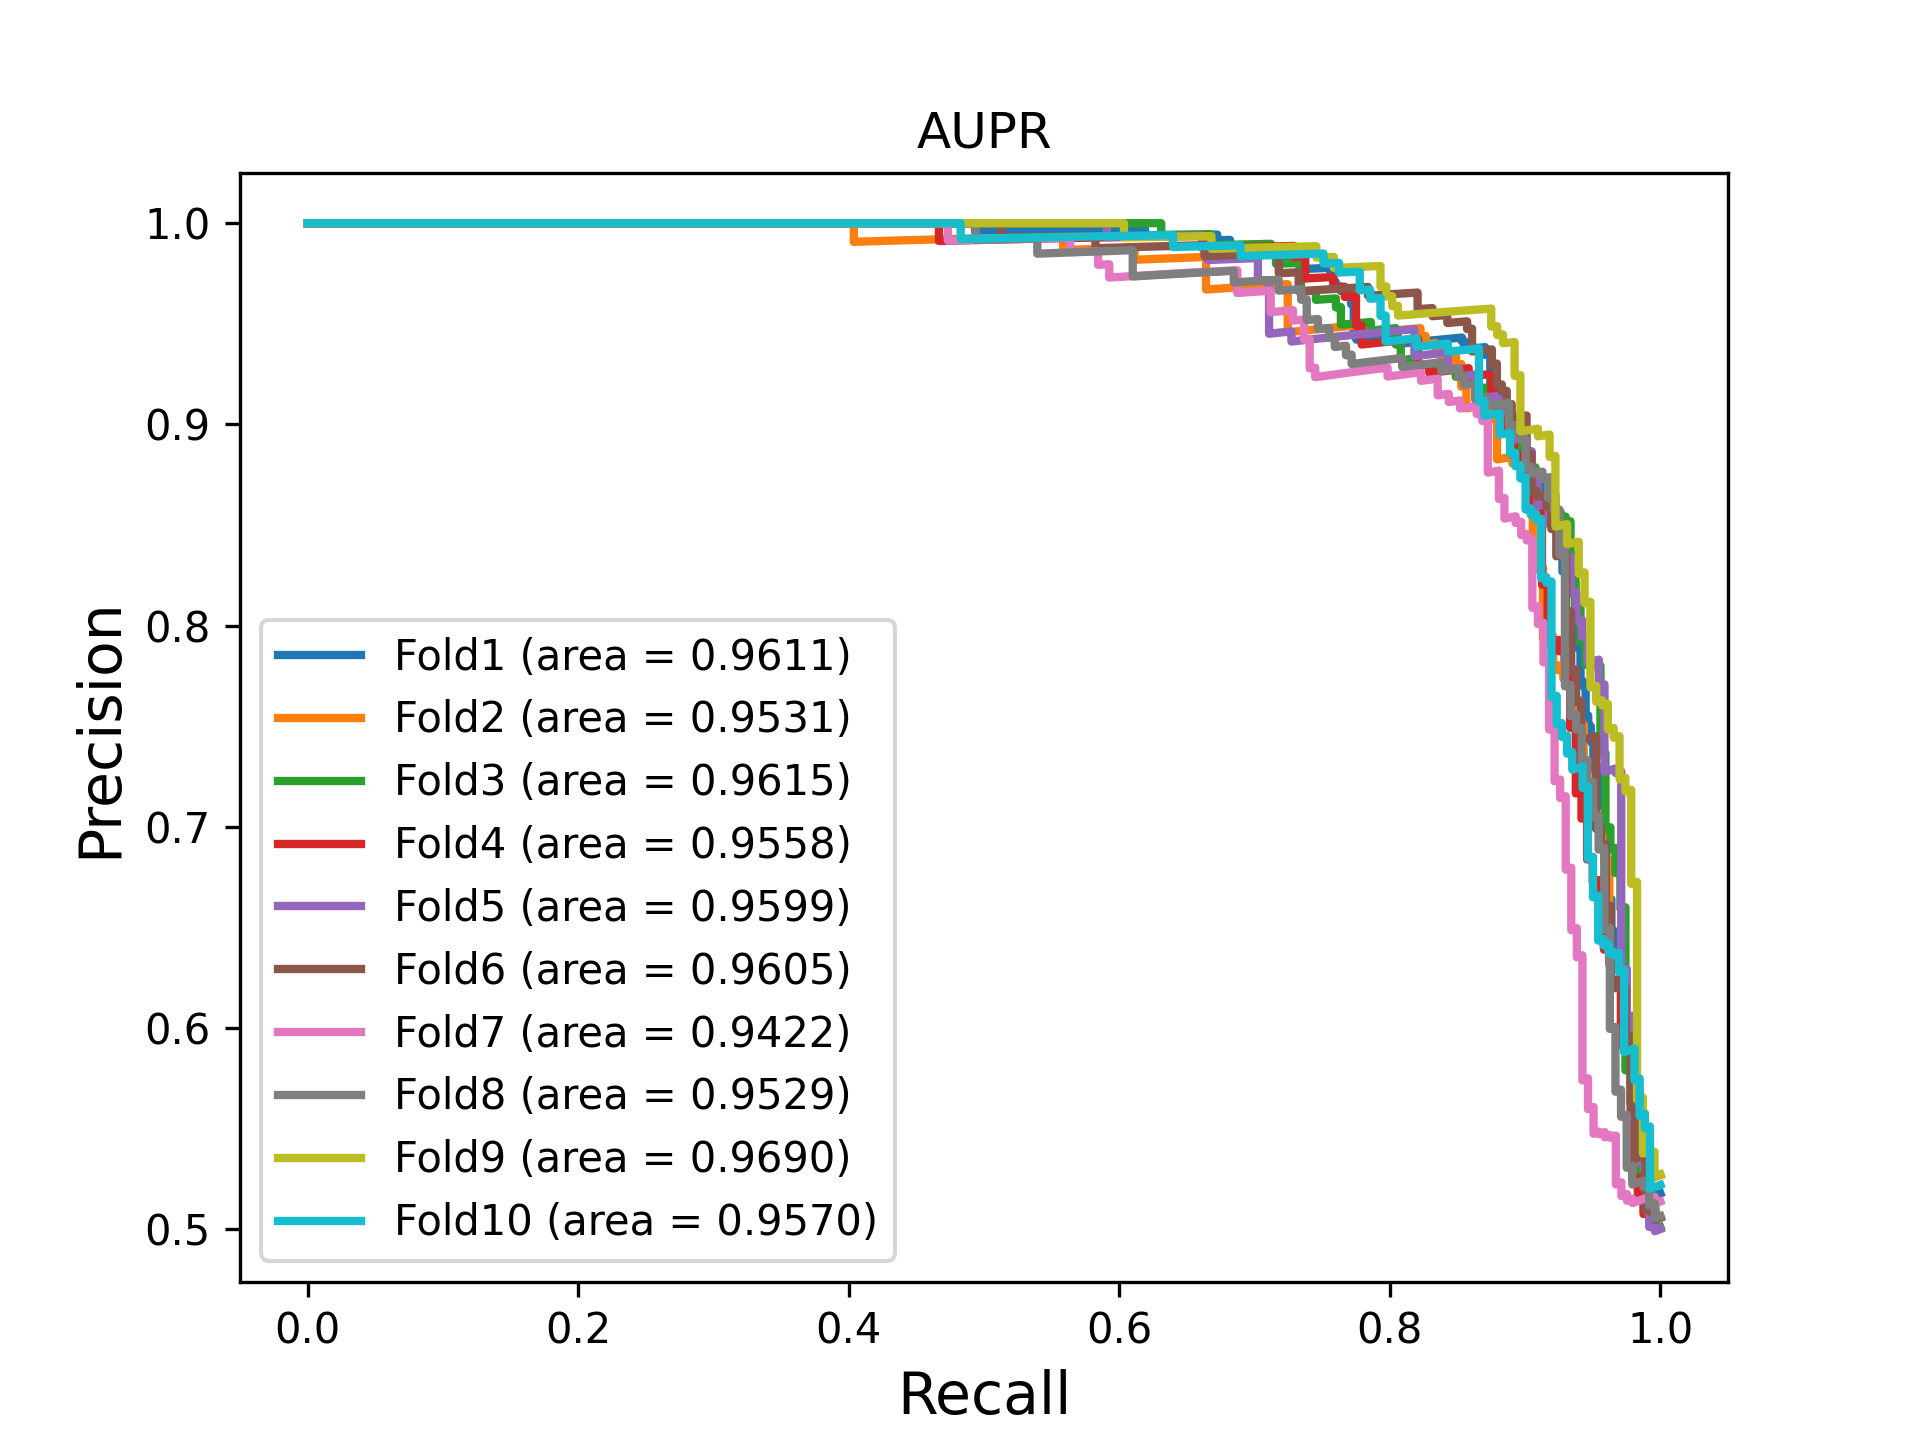 AUPR
Precision
1.0
0.9
0.8
0.7
0.6
0.5
Fold1 (area = 0.9611)
Fold2 (area = 0.9531)
Fold3 (area = 0.9615)
Fold4 (area = 0.9558)
Fold5 (area = 0.9599)
Fold6 (area = 0.9605)
Fold7 (area = 0.9422)
Fold8 (area = 0.9529)
Fold9 (area = 0.9690)
Fold10 (area = 0.9570)
0.0 0.2 0.4 0.6 0.8 1.0
Recall